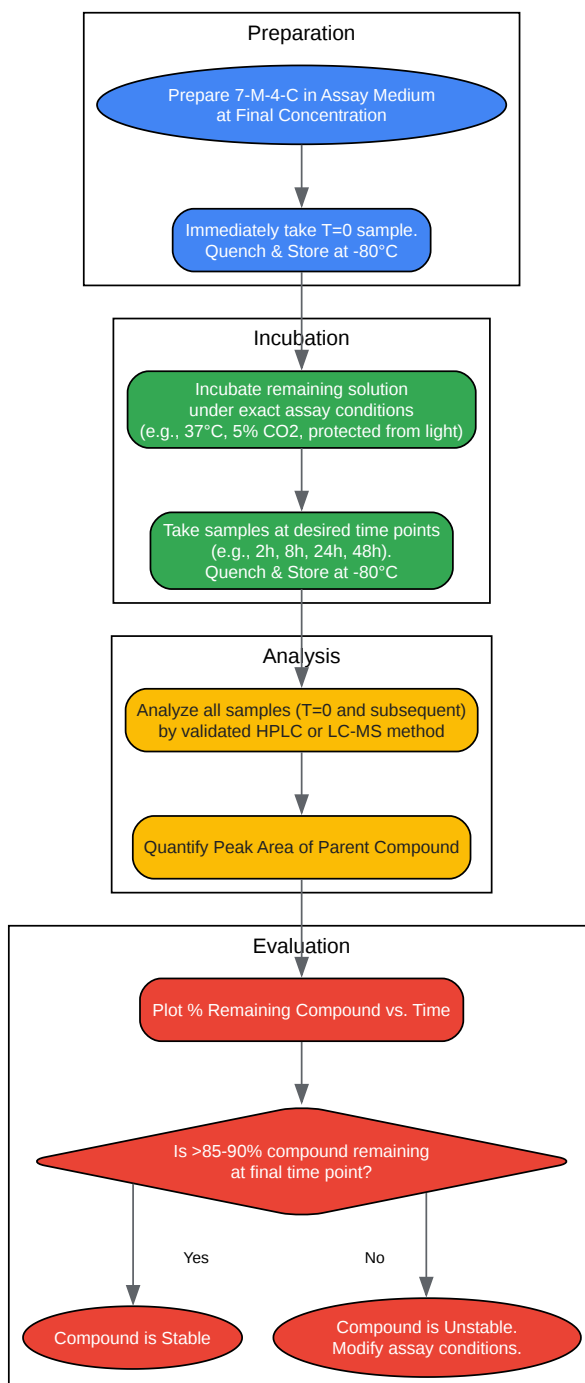 Preparation
Prepare 7-M-4-C in Assay Medium
at Final Concentration
Immediately take T=0 sample.
Quench & Store at -80°C
Incubation
Incubate remaining solution
under exact assay conditions
(e.g., 37°C, 5% CO2, protected from light)
Take samples at desired time points
(e.g., 2h, 8h, 24h, 48h).
Quench & Store at -80°C
Analysis
Analyze all samples (T=0 and subsequent)
by validated HPLC or LC-MS method
Quantify Peak Area of Parent Compound
Evaluation
Plot % Remaining Compound vs. Time
Is >85-90% compound remaining
at final time point?
Yes
No
Compound is Stable
Compound is Unstable.
Modify assay conditions.